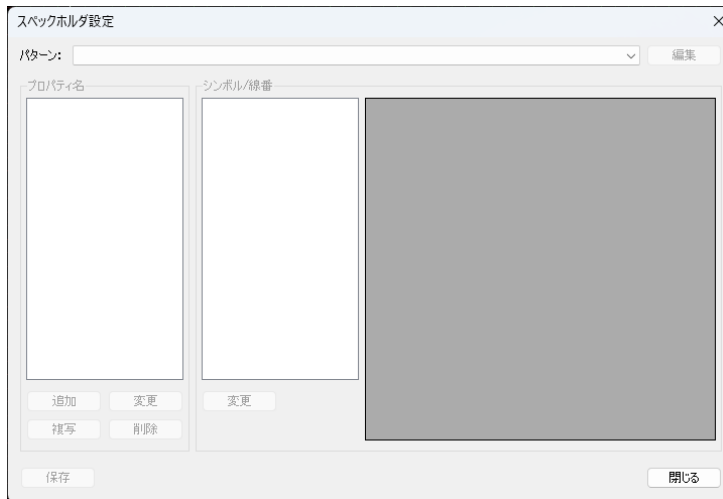 スペックホルダ設定
パターン:
編集
プロパティ名
シンボル/線番
追加
変更
変更
複写
削除
保存
閉じる